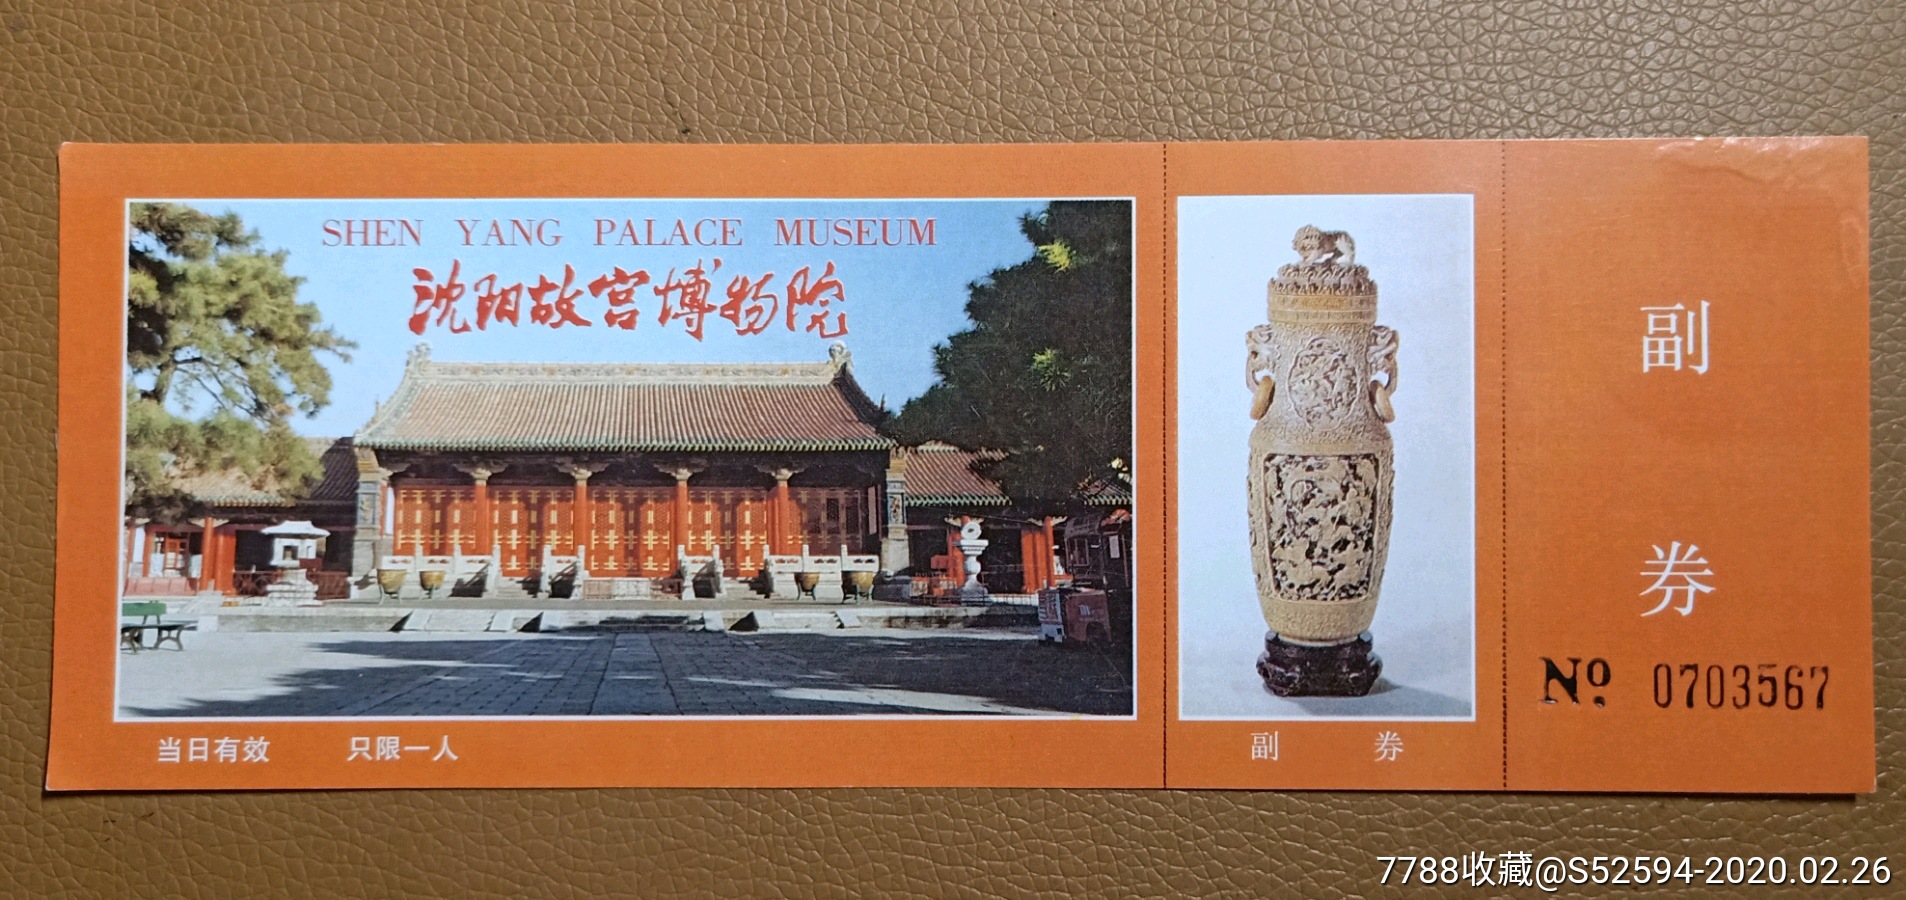 SHEN YANG PALACE MUSEUM
沈阳故宫博物院
当日有效 只限一人
副 券
副
券
No 0703567
7788收藏@S52594-2020.02.26